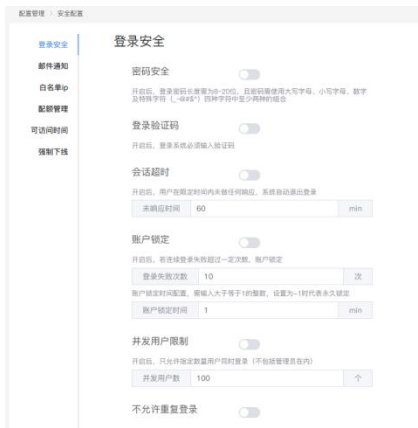 配置管理 > 安全配置
登录安全
邮件通知
白名单ip
配额管理
可访问时间
强制下线
登录安全
密码安全
开启后，登录密码长度需为8-20位，且密码需使用大写字母、小写字母、数字
及特殊字符（_-@#$^）四种字符中至少两种的组合
登录验证码
开启后，登录系统必须输入验证码
会话超时
开启后，用户在限定时间内未做任何响应，系统自动退出登录
未响应时间 60 min
账户锁定
开启后，若连续登录失败超过一定次数，账户锁定
登录失败次数 10 次
账户锁定时间配置，需输入大于等于1的整数，设置为-1时代表永久锁定
账户锁定时间 1 min
并发用户限制
开启后，只允许指定数量用户同时登录（不包括管理员在内）
并发用户数 100 个
不允许重复登录